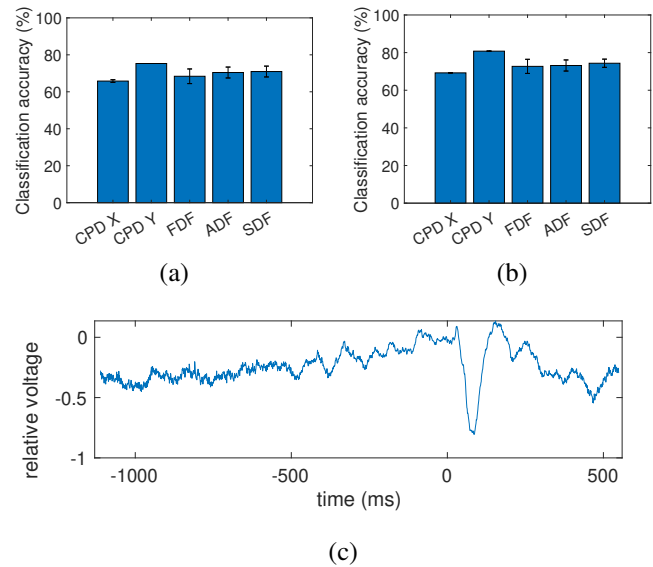 Classification accuracy (%)
100
80
60
40
20
0
CPD X
CPD Y
FDF
ADF
SDF
(a)
Classification accuracy (%)
100
80
60
40
20
0
CPD X
CPD Y
FDF
ADF
SDF
(b)
relative voltage
0
-0.5
-1
-1000
-500
0
500
time (ms)
(c)